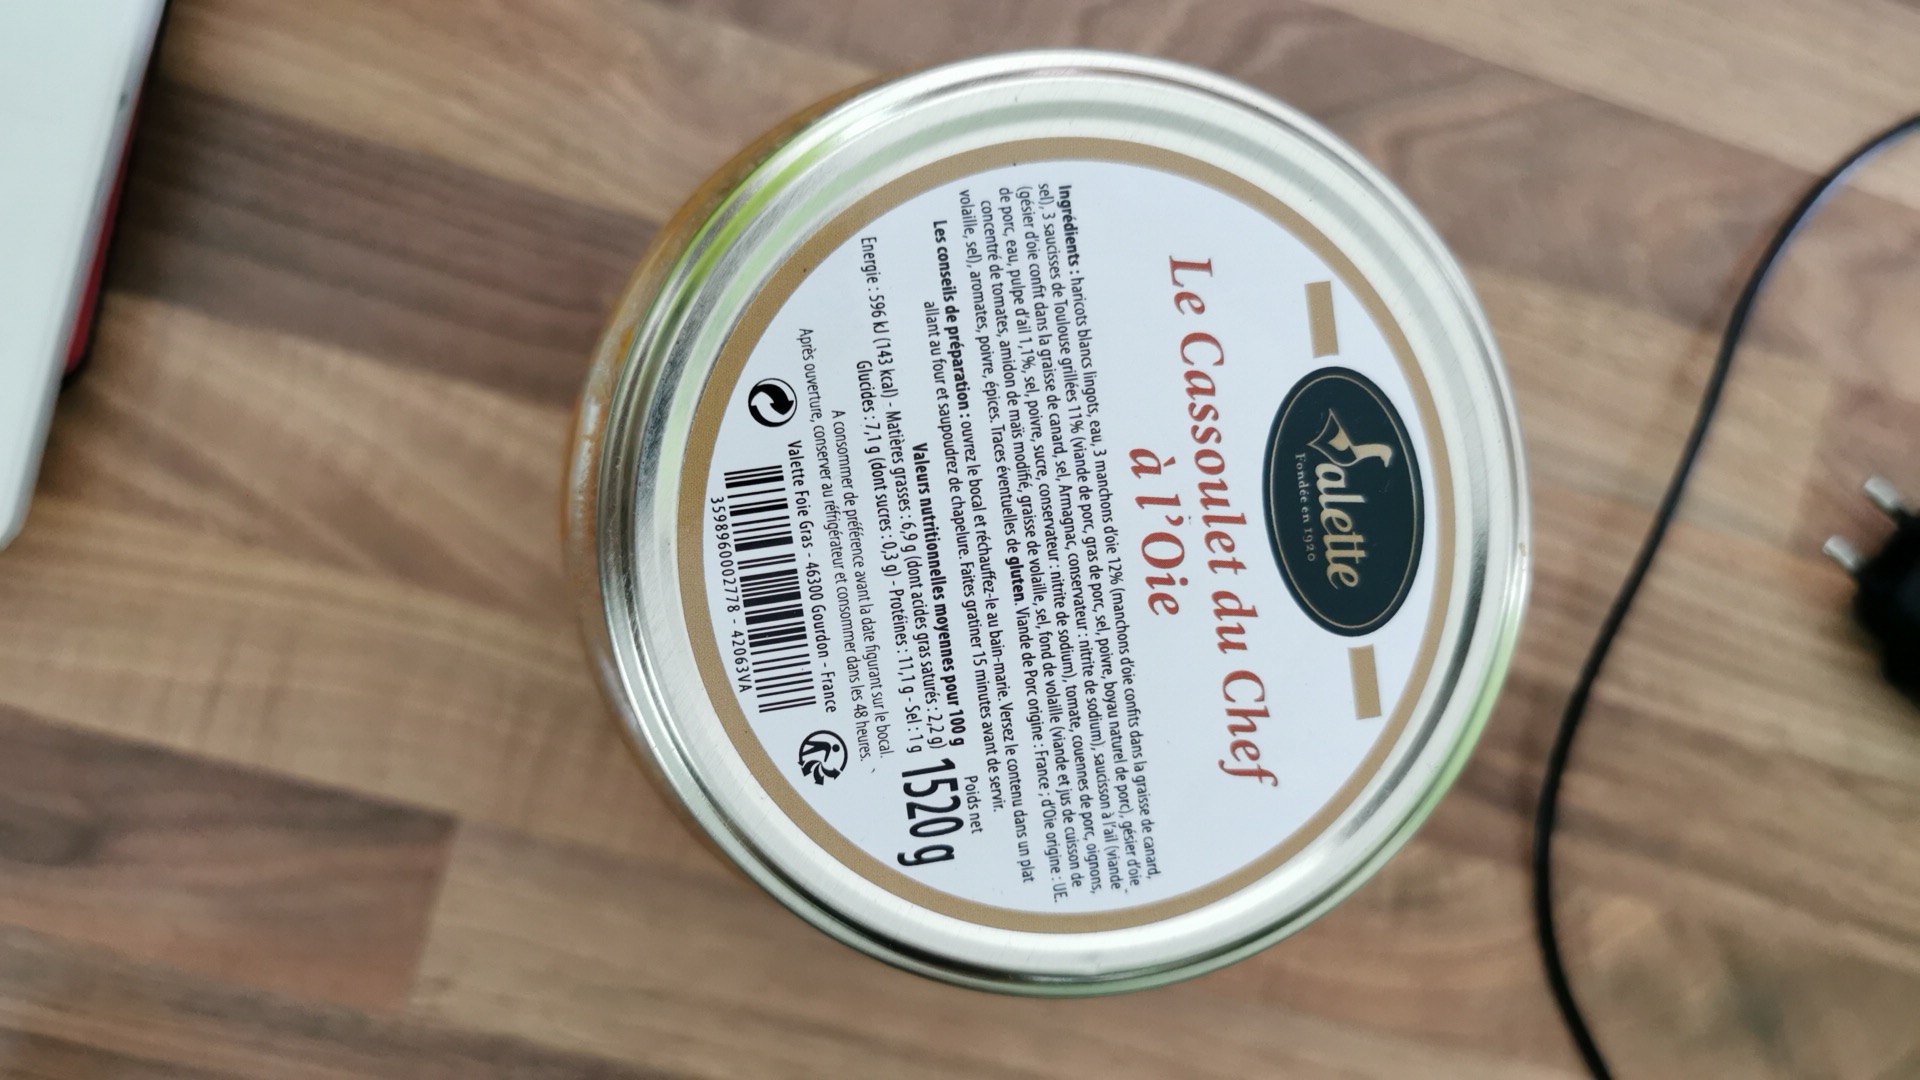 Valette
Fondée en 1920
Le Cassoulet du Chef
à l'Oie
Ingrédients : haricots blancs lingots, eau, 3 manchons d'oie 12% (manchons d'oie confits dans la graisse de canard,
sel), 3 saucisses de Toulouse grillées 11% (viande de porc, gras de porc, sel, poivre, boyau naturel de porc), gésier d'oie
(gésier d'oie confit dans la graisse de canard, sel, Armagnac, conservateur : nitrite de sodium), saucisson à l'ail (viande
de porc, eau, pulpe d'ail 1,1%, sel, poivre, sucre, conservateur : nitrite de sodium), tomate, couennes de porc, oignons,
concentré de tomates, amidon de maïs modifié, graisse de volaille, sel, fond de volaille (viande et jus de cuisson de
volaille, sel), aromates, poivre, épices. Traces éventuelles de gluten. Viande de Porc origine : France ; d'Oie origine : UE.
Les conseils de préparation : ouvrez le bocal et réchauffez-le au bain-marie. Versez le contenu dans un plat
allant au four et saupoudrez de chapelure. Faites gratiner 15 minutes avant de servir.
Valeurs nutritionnelles moyennes pour 100 g
Energie : 596 kJ (143 kcal) - Matières grasses : 6,9 g (dont acides gras saturés : 2,2 g)
Glucides : 7,1 g (dont sucres : 0,3 g) - Protéines : 11,1 g - Sel : 1 g
Poids net
1520 g
A consommer de préférence avant la date figurant sur le bocal.
Après ouverture, conserver au réfrigérateur et consommer dans les 48 heures.
Valette Foie Gras - 46300 Gourdon - France
3598960002778 - 42063VA